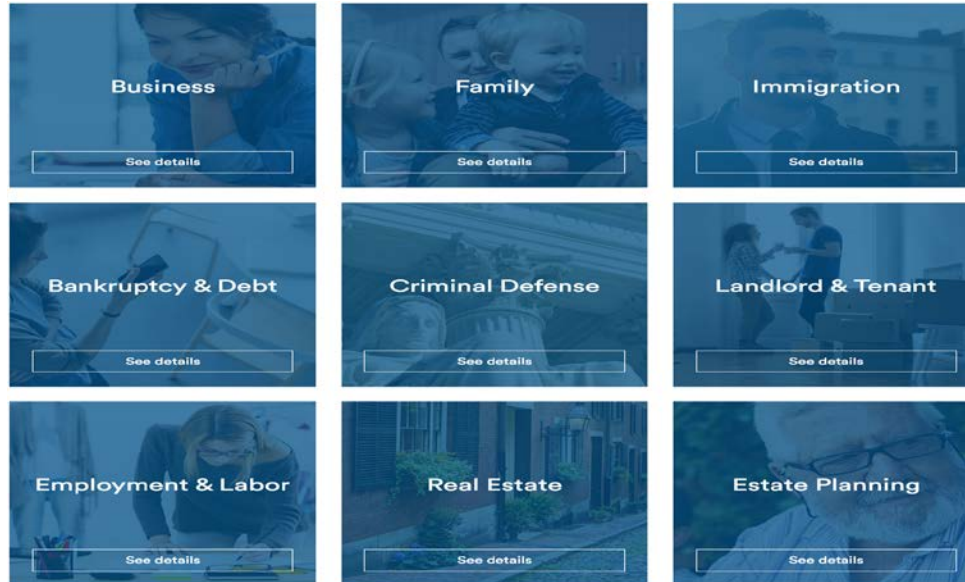 Business
See details
Family
See details
Immigration
See details
Bankruptcy & Debt
See details
Criminal Defense
See details
Landlord & Tenant
See details
Employment & Labor
See details
Real Estate
See details
Estate Planning
See details